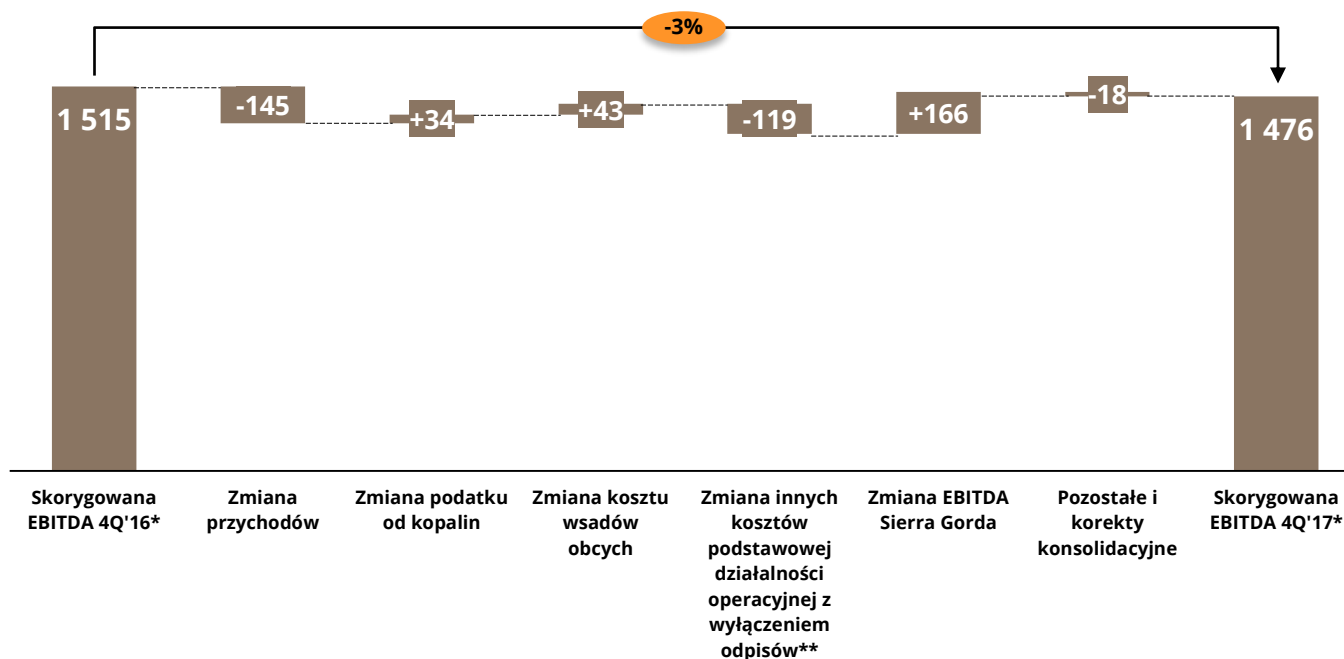 -3%
1 515
-145
+34
+43
-119
+166
-18
1 476
Skorygowana
EBITDA 4Q'16*
Zmiana
przychodów
Zmiana podatku
od kopalin
Zmiana kosztu
wsadów
obcych
Zmiana innych
kosztów
podstawowej
działalności
operacyjnej z
wyłączeniem
odpisów**
Zmiana EBITDA
Sierra Gorda
Pozostałe i
korekty
konsolidacyjne
Skorygowana
EBITDA 4Q'17*